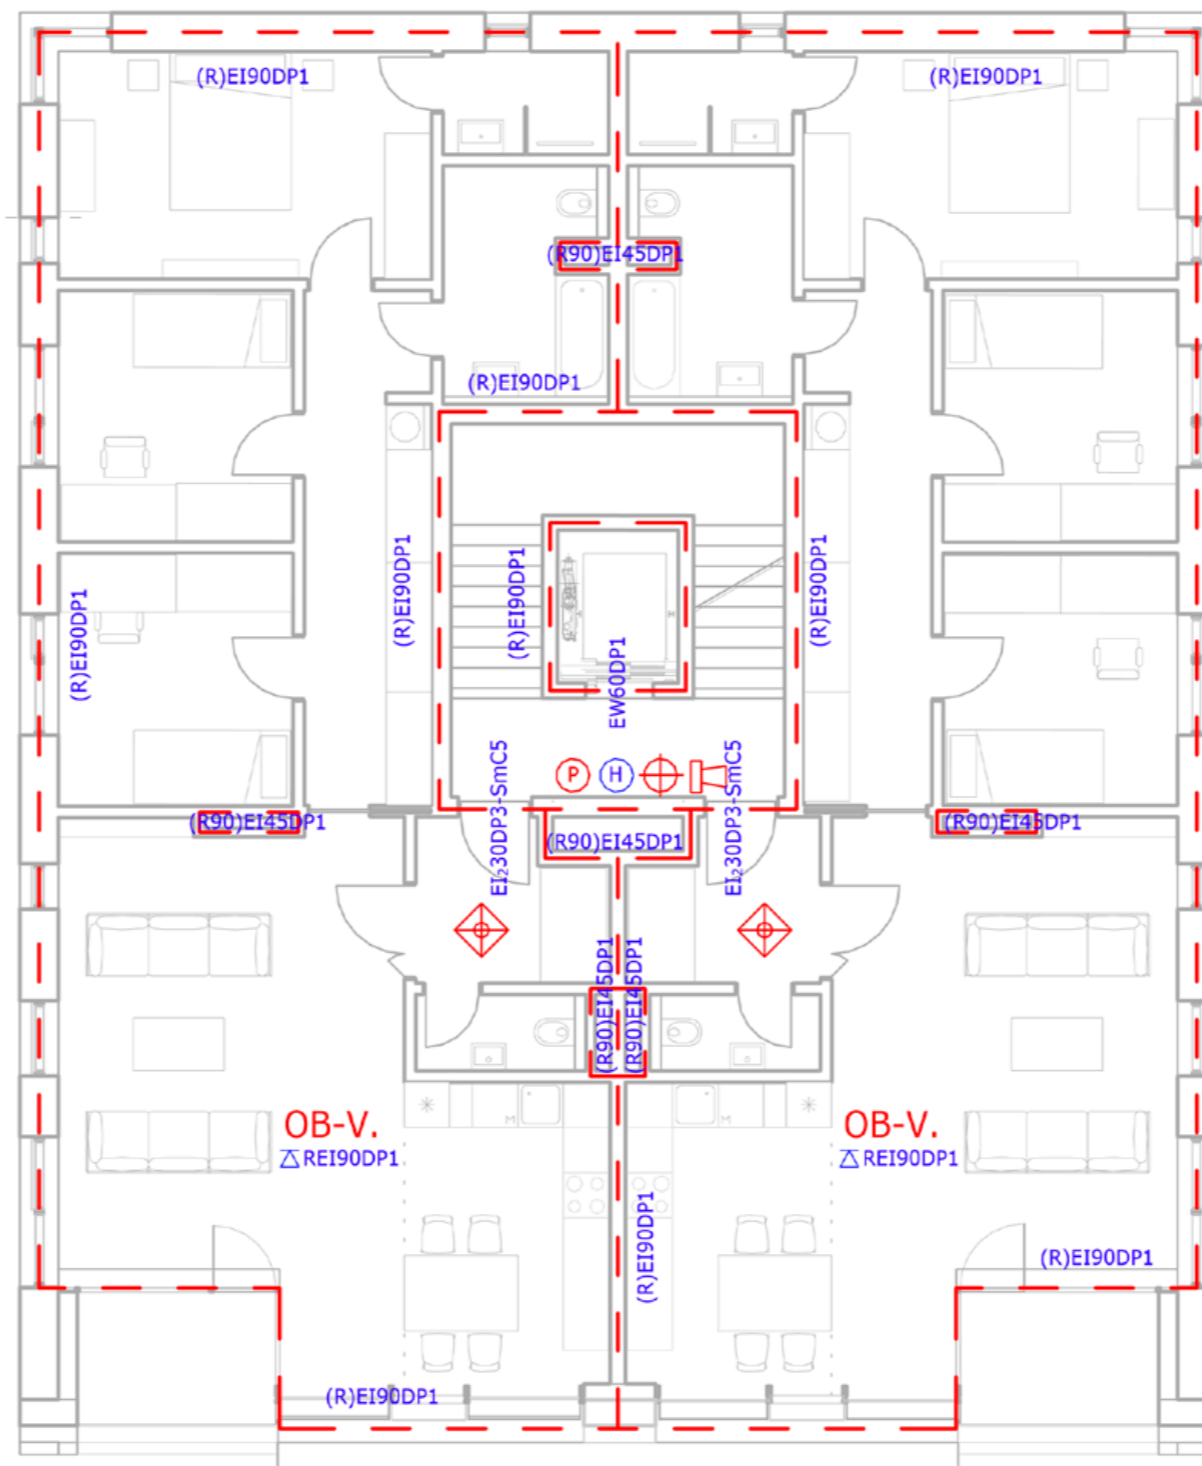 (R)EI90DP1
(R)EI90DP1
(R90)EI45DP1
(R)EI90DP1
(R)EI90DP1
(R)EI90DP1
(R)EI90DP1
(R)EI90DP1
EW60DP1
P
H
EI₂30DP3-SmC5
EI₂30DP3-SmC5
(R90)EI45DP1
(R90)EI45DP1
(R90)EI45DP1
(R90)EI45DP1
(R90)EI45DP1
M
M
OB-V.
OB-V.
REI90DP1
REI90DP1
(R)EI90DP1
(R)EI90DP1
(R)EI90DP1